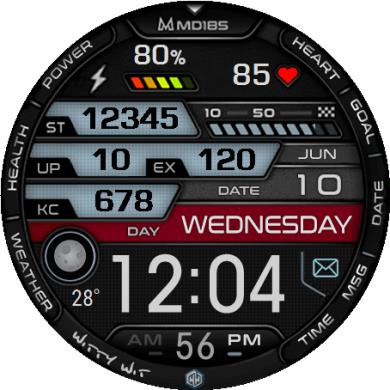 MD185
POWER
80%
85
HEART
ST 12345
10 50
GOAL
HEALTH
UP 10 EX 120
JUN
KC 678
DATE 10
DATE
DAY WEDNESDAY
WEATHER
28°
12:04
MSG
TIME
AM 56 PM
WITTY WIT